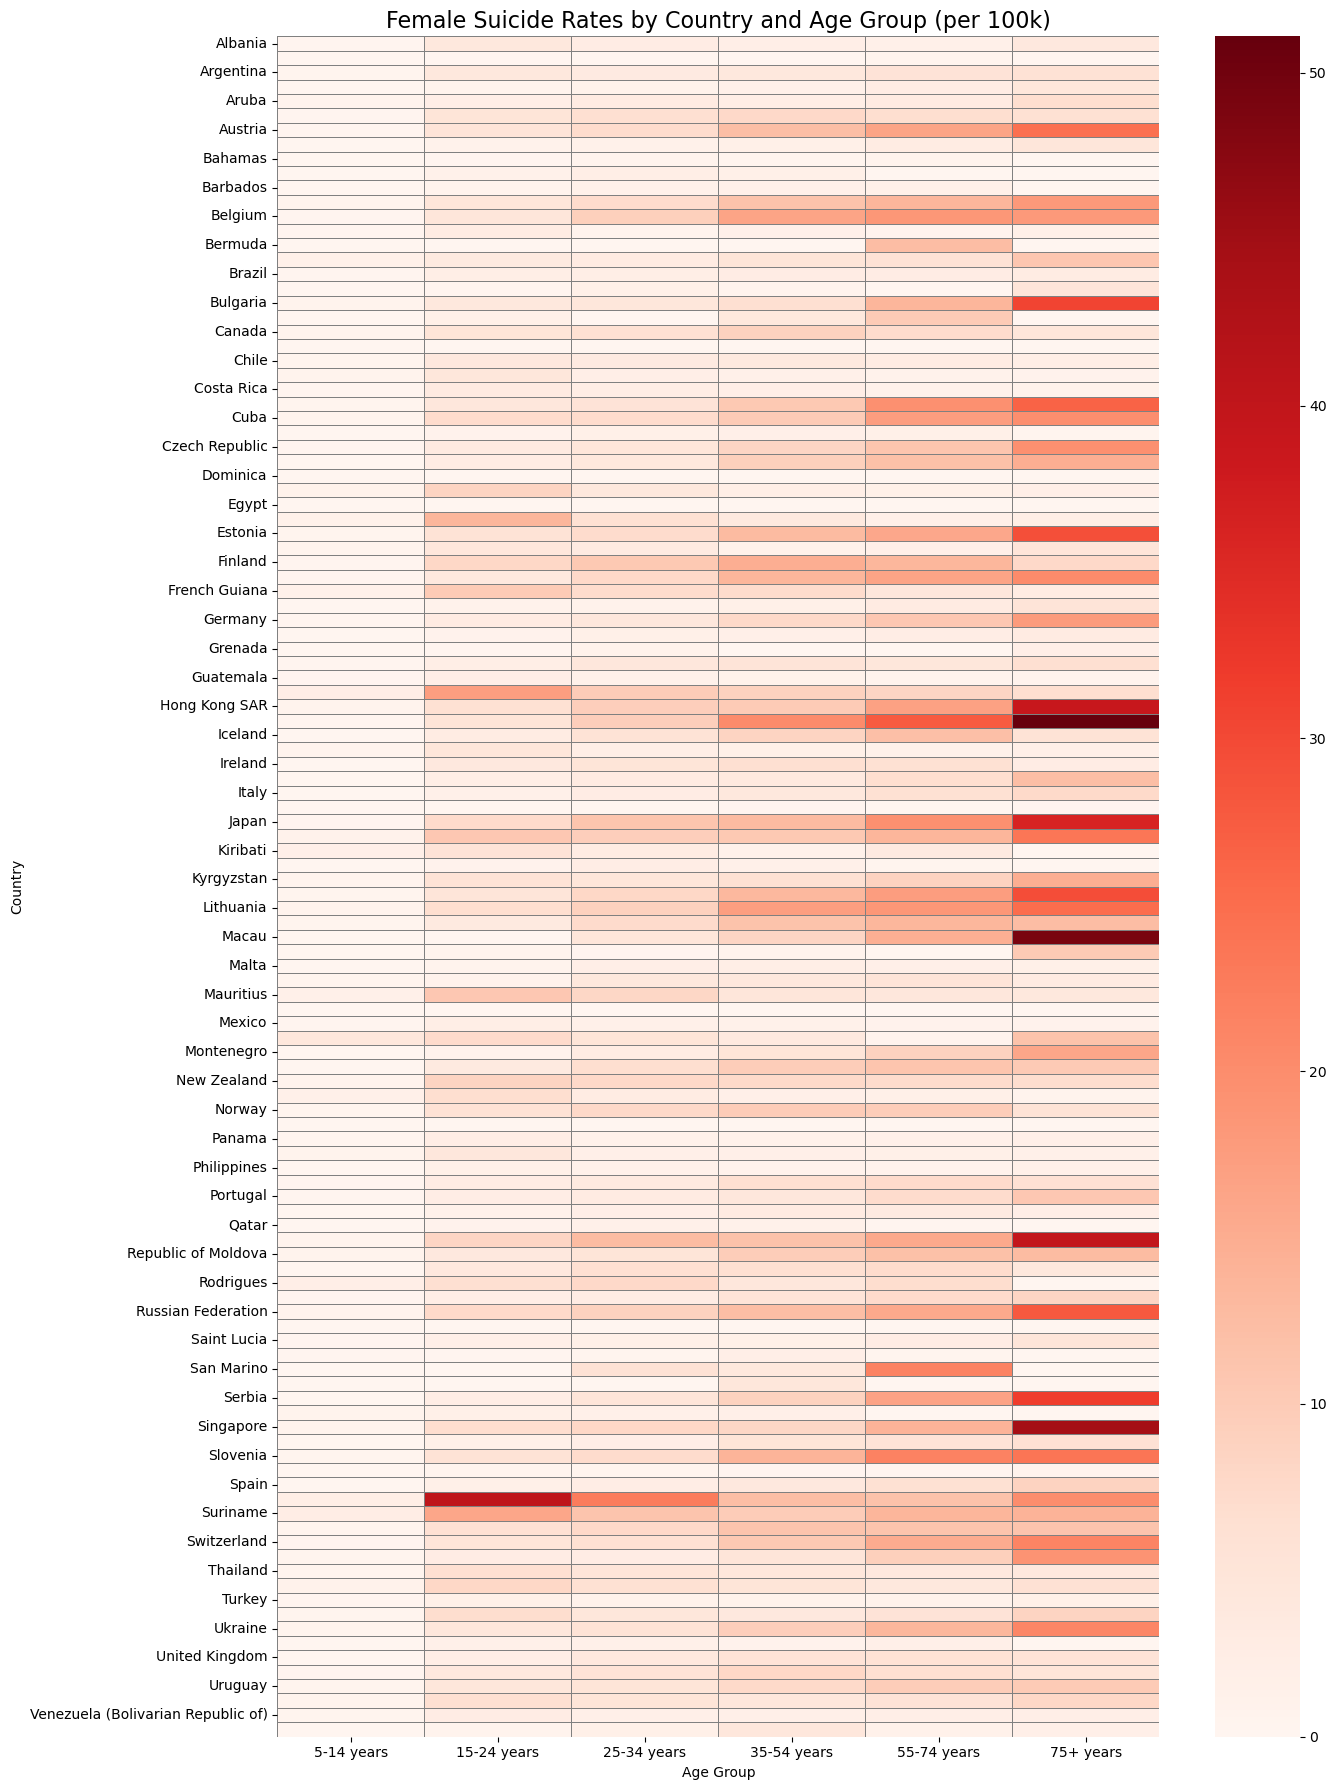 Female Suicide Rates by Country and Age Group (per 100k)
Albania
Argentina
Aruba
Austria
Bahamas
Barbados
Belgium
Bermuda
Brazil
Bulgaria
Canada
Chile
Costa Rica
Cuba
Czech Republic
Dominica
Egypt
Estonia
Finland
French Guiana
Germany
Grenada
Guatemala
Hong Kong SAR
Iceland
Ireland
Italy
Japan
Kiribati
Kyrgyzstan
Lithuania
Macau
Malta
Mauritius
Mexico
Montenegro
New Zealand
Norway
Panama
Philippines
Portugal
Qatar
Republic of Moldova
Rodrigues
Russian Federation
Saint Lucia
San Marino
Serbia
Singapore
Slovenia
Spain
Suriname
Switzerland
Thailand
Turkey
Ukraine
United Kingdom
Uruguay
Venezuela (Bolivarian Republic of)
Country
5-14 years
15-24 years
25-34 years
35-54 years
55-74 years
75+ years
Age Group
50
40
30
20
10
0